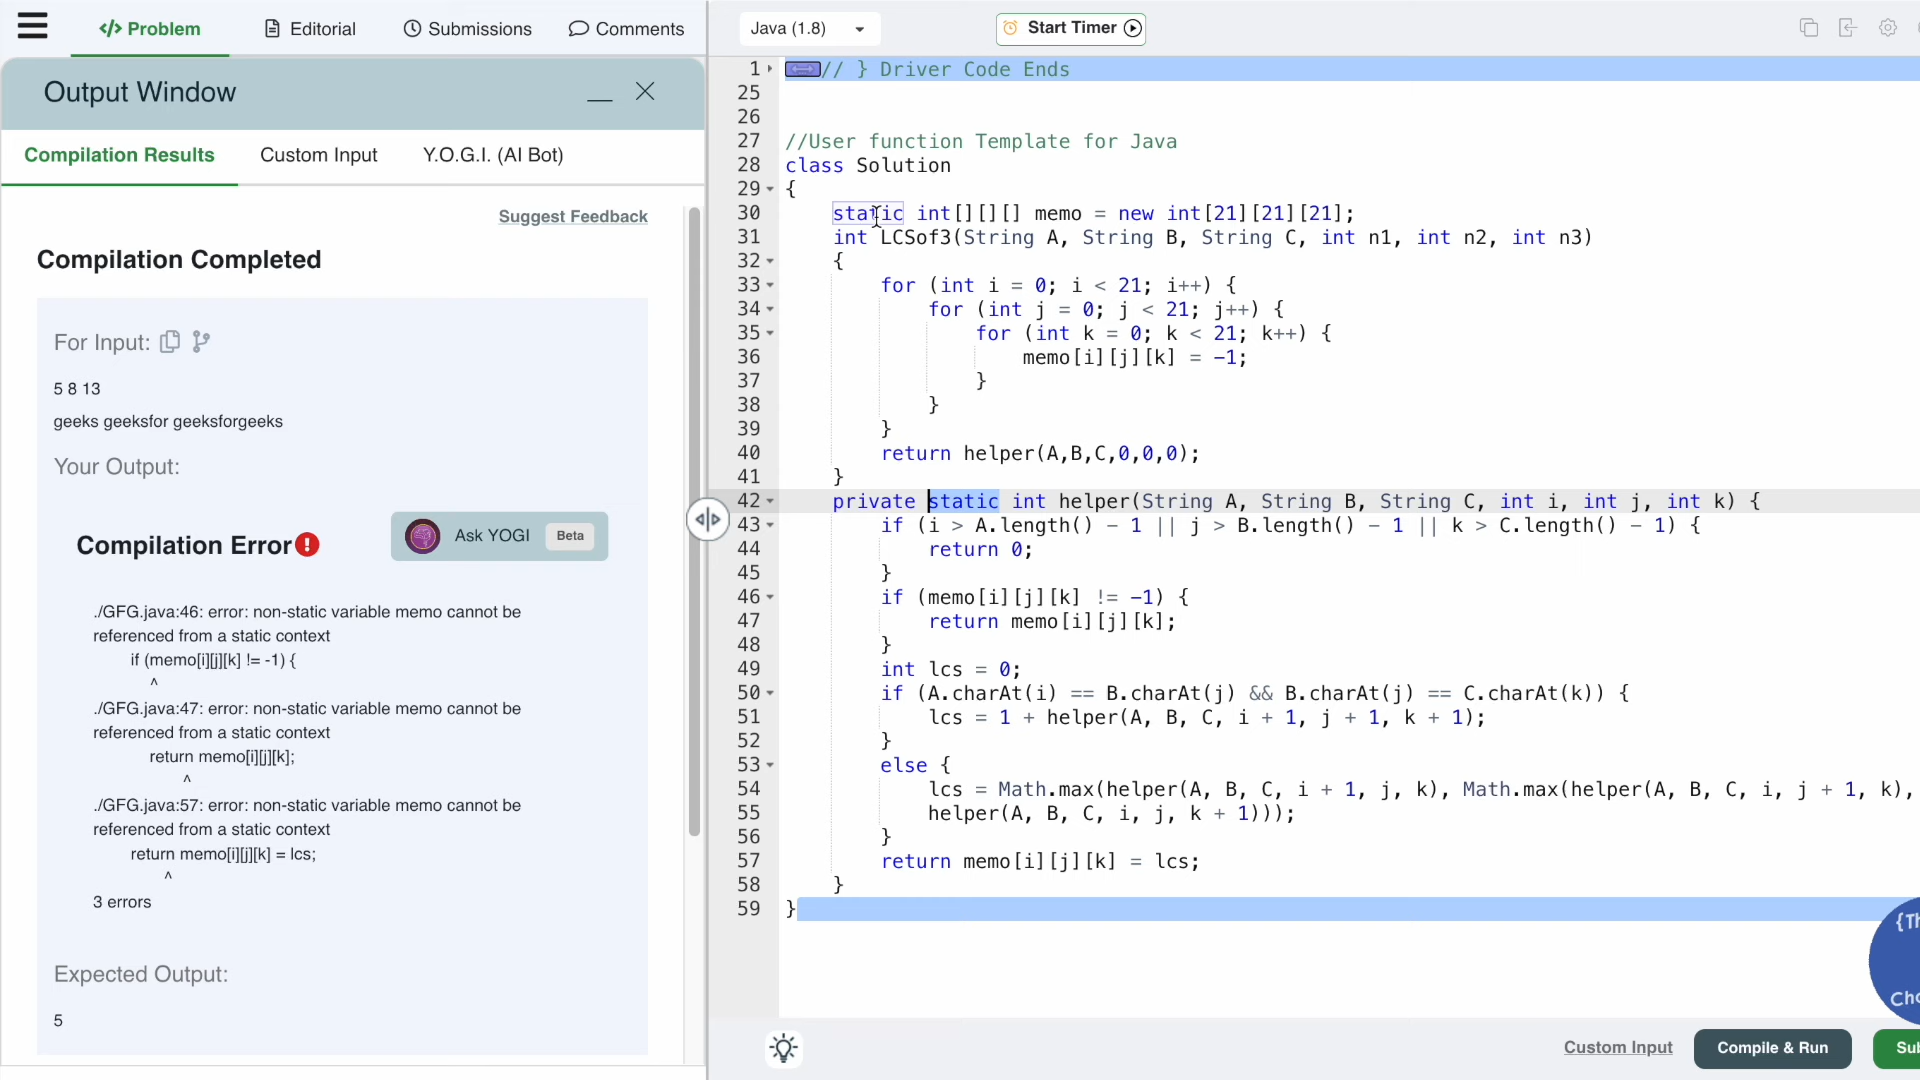 Problem
Editorial
Submissions
Comments
Java (1.8)
Start Timer
Output Window
Compilation Results
Custom Input
Y.O.G.I. (AI Bot)
Suggest Feedback
Compilation Completed
For Input:
5 8 13
geeks geeksfor geeksforgeeks
Your Output:
Compilation Error
Ask YOGI
Beta
./GFG.java:46: error: non-static variable memo cannot be
referenced from a static context
if (memo[i][j][k] != -1) {
^
./GFG.java:47: error: non-static variable memo cannot be
referenced from a static context
return memo[i][j][k];
^
./GFG.java:57: error: non-static variable memo cannot be
referenced from a static context
return memo[i][j][k] = lcs;
^
3 errors
Expected Output:
5
1 // } Driver Code Ends
25
26
27 //User function Template for Java
28 class Solution
29 {
30 static int[][][] memo = new int[21][21][21];
31 int LCSof3(String A, String B, String C, int n1, int n2, int n3)
32 {
33 for (int i = 0; i < 21; i++) {
34 for (int j = 0; j < 21; j++) {
35 for (int k = 0; k < 21; k++) {
36 memo[i][j][k] = -1;
37 }
38 }
39 }
40 return helper(A,B,C,0,0,0);
41 }
42 private static int helper(String A, String B, String C, int i, int j, int k) {
43 if (i > A.length() - 1 || j > B.length() - 1 || k > C.length() - 1) {
44 return 0;
45 }
46 if (memo[i][j][k] != -1) {
47 return memo[i][j][k];
48 }
49 int lcs = 0;
50 if (A.charAt(i) == B.charAt(j) && B.charAt(j) == C.charAt(k)) {
51 lcs = 1 + helper(A, B, C, i + 1, j + 1, k + 1);
52 }
53 else {
54 lcs = Math.max(helper(A, B, C, i + 1, j, k), Math.max(helper(A, B, C, i, j + 1, k),
55 helper(A, B, C, i, j, k + 1)));
56 }
57 return memo[i][j][k] = lcs;
58 }
59 }
Custom Input
Compile & Run